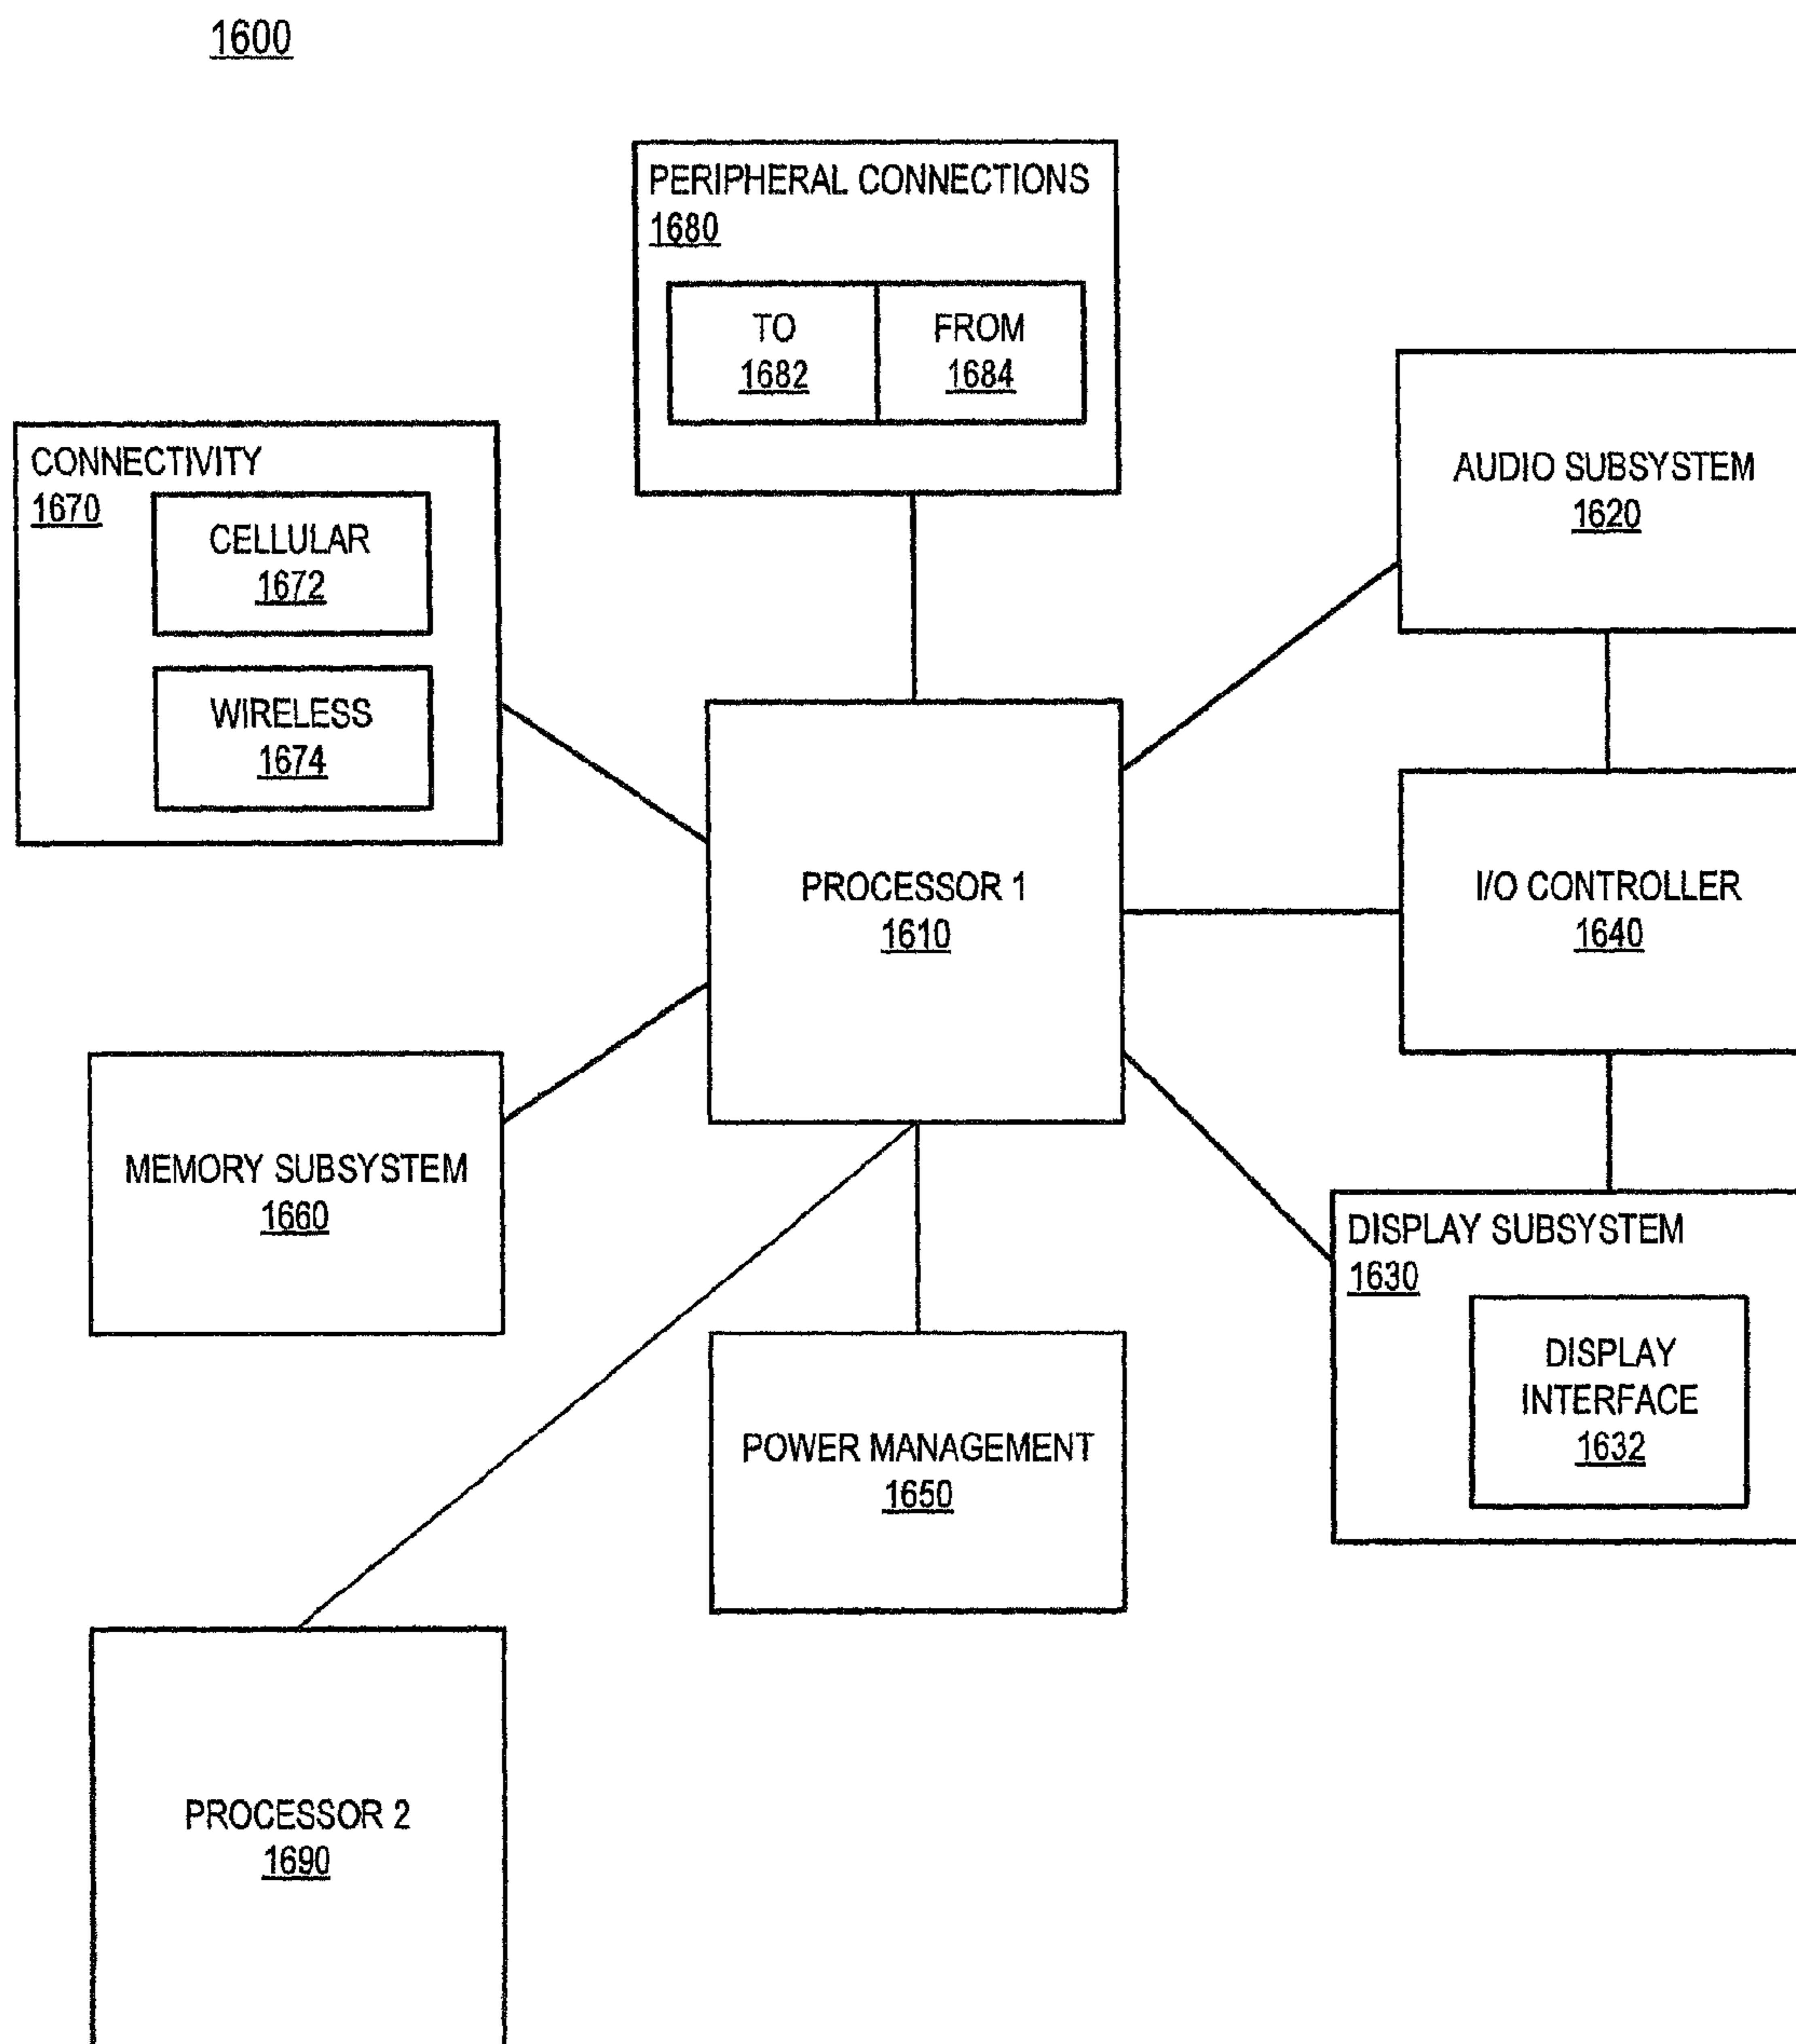 1600
PERIPHERAL CONNECTIONS
1680
TO
1682
FROM
1684
CONNECTIVITY
1670
CELLULAR
1672
WIRELESS
1674
AUDIO SUBSYSTEM
1620
PROCESSOR 1
1610
I/O CONTROLLER
1640
MEMORY SUBSYSTEM
1660
DISPLAY SUBSYSTEM
1630
DISPLAY
INTERFACE
1632
POWER MANAGEMENT
1650
PROCESSOR 2
1690